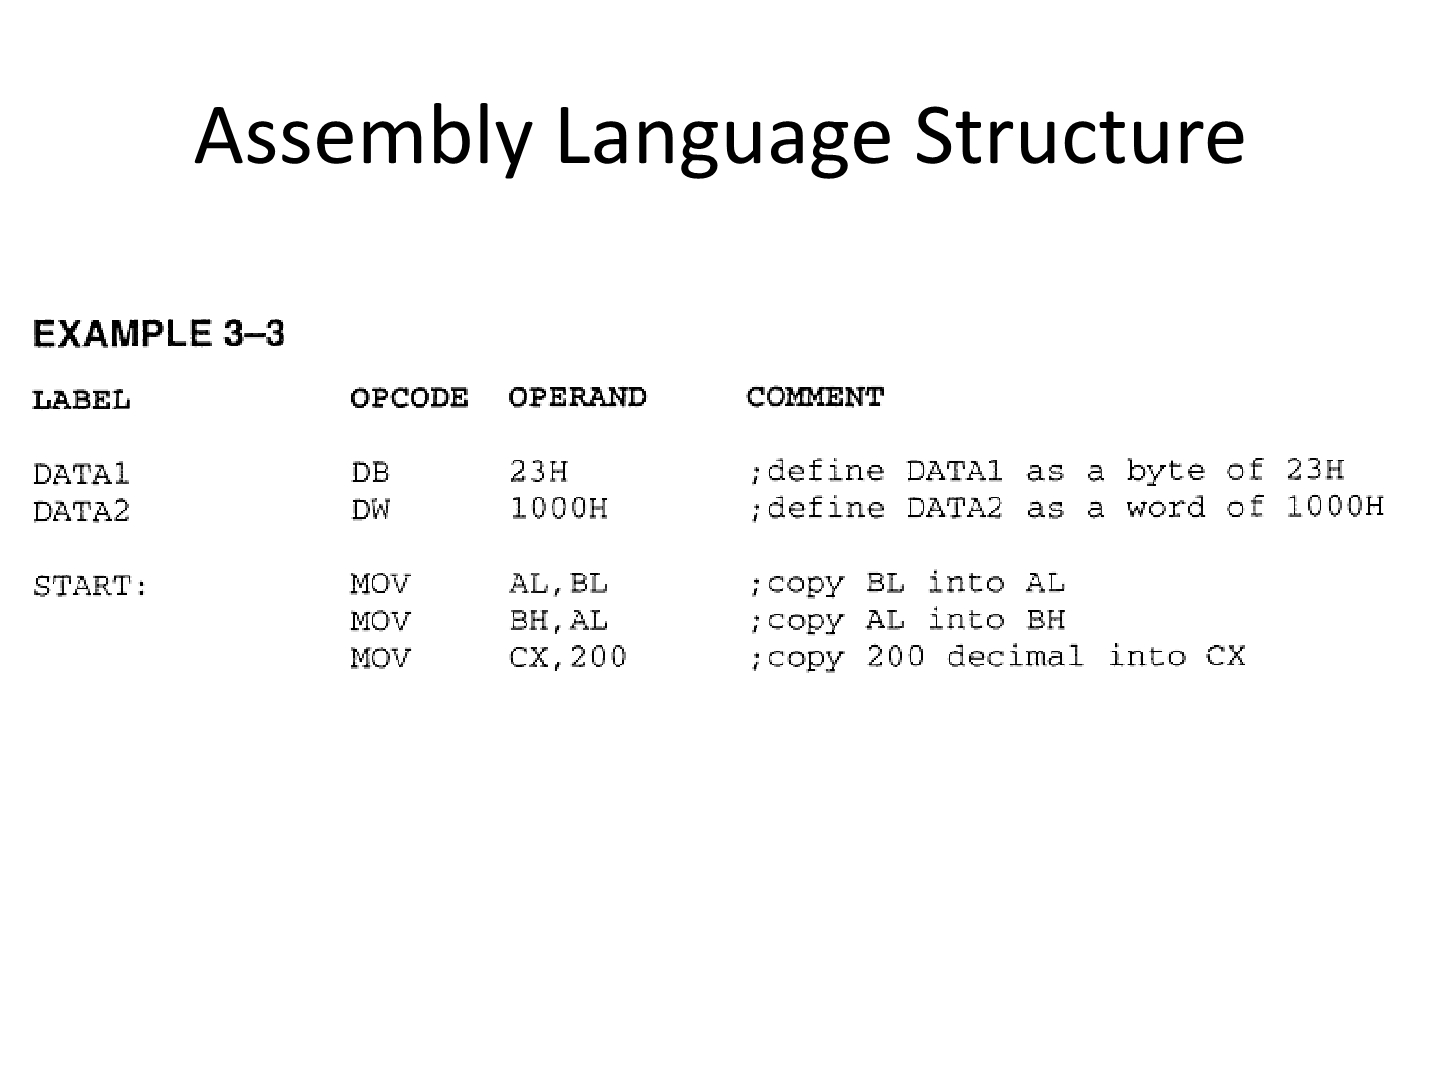 Assembly Language Structure
EXAMPLE 3–3
LABEL OPCODE OPERAND COMMENT
DATA1 DB 23H ;define DATA1 as a byte of 23H
DATA2 DW 1000H ;define DATA2 as a word of 1000H
START: MOV AL,BL ;copy BL into AL
MOV BH,AL ;copy AL into BH
MOV CX,200 ;copy 200 decimal into CX